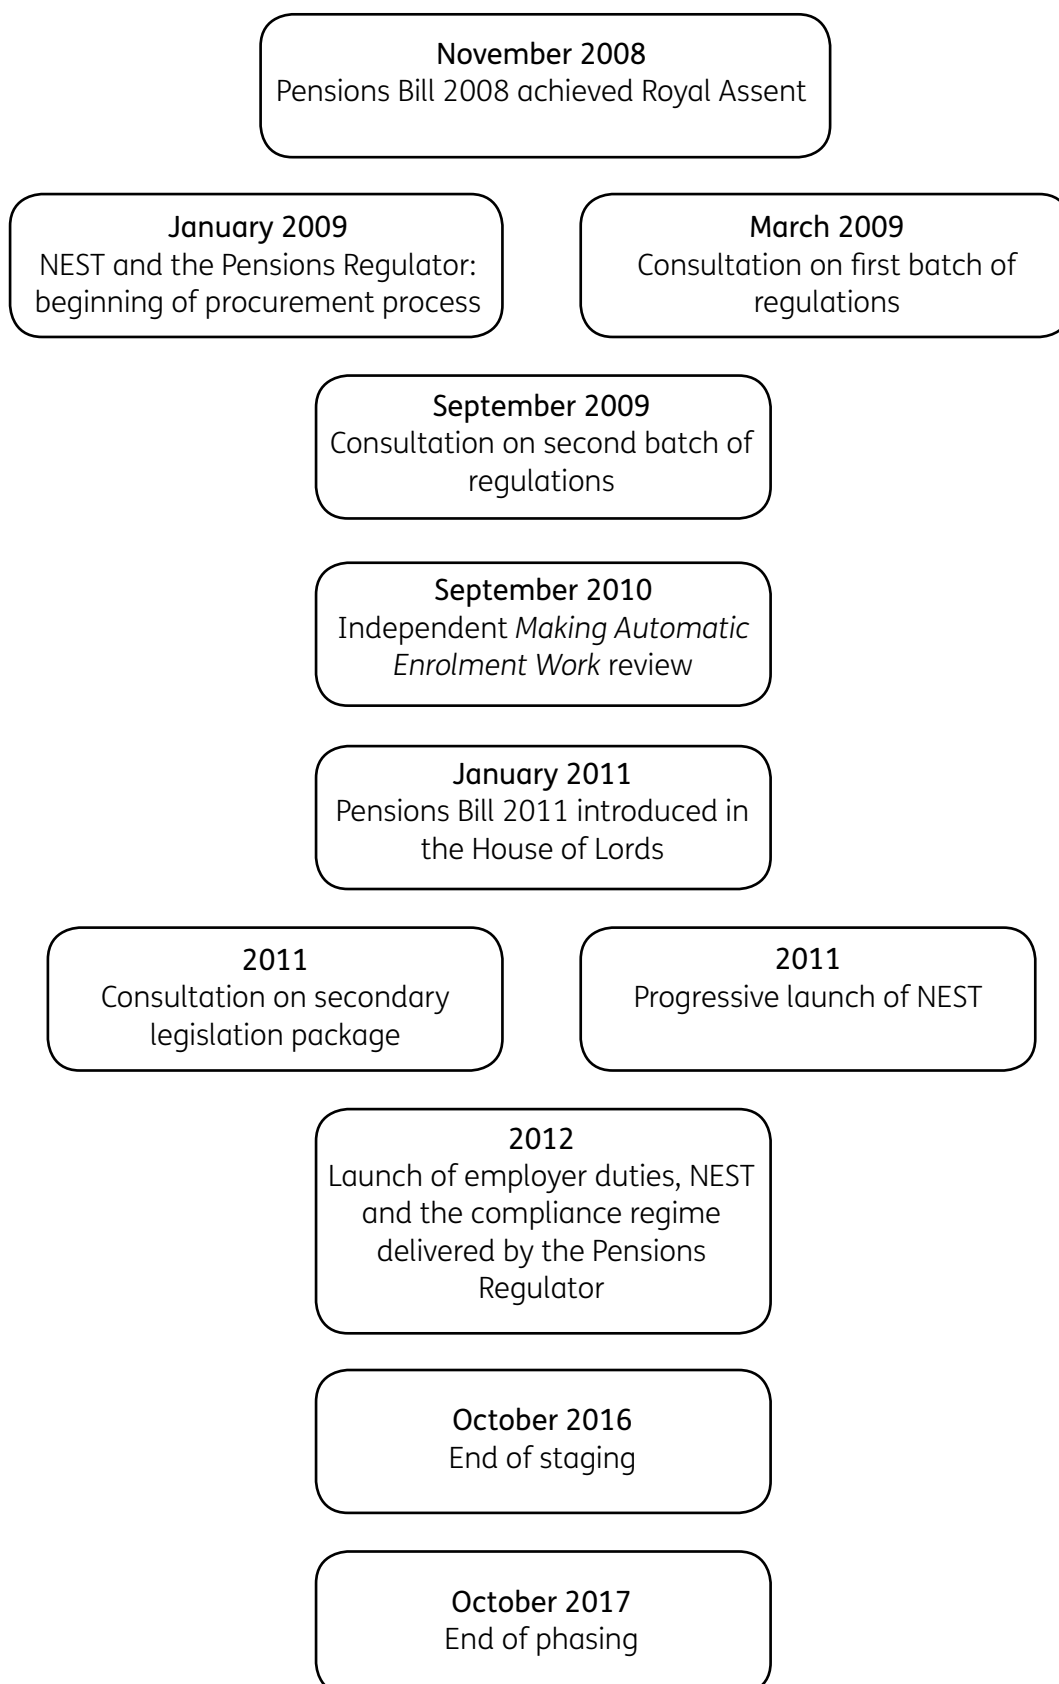 November 2008
Pensions Bill 2008 achieved Royal Assent
January 2009
NEST and the Pensions Regulator:
beginning of procurement process
March 2009
Consultation on first batch of
regulations
September 2009
Consultation on second batch of
regulations
September 2010
Independent Making Automatic
Enrolment Work review
January 2011
Pensions Bill 2011 introduced in
the House of Lords
2011
Consultation on secondary
legislation package
2011
Progressive launch of NEST
2012
Launch of employer duties, NEST
and the compliance regime
delivered by the Pensions
Regulator
October 2016
End of staging
October 2017
End of phasing